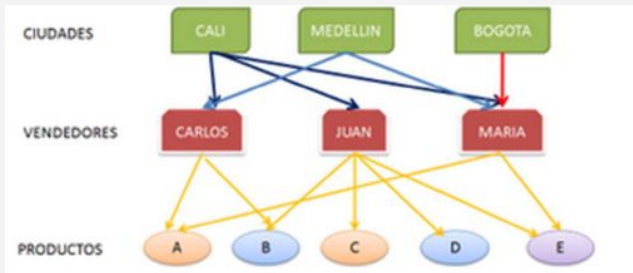 CIUDADES CALI MEDELLIN BOGOTA
VENDEDORES CARLOS JUAN MARIA
PRODUCTOS A B C D E